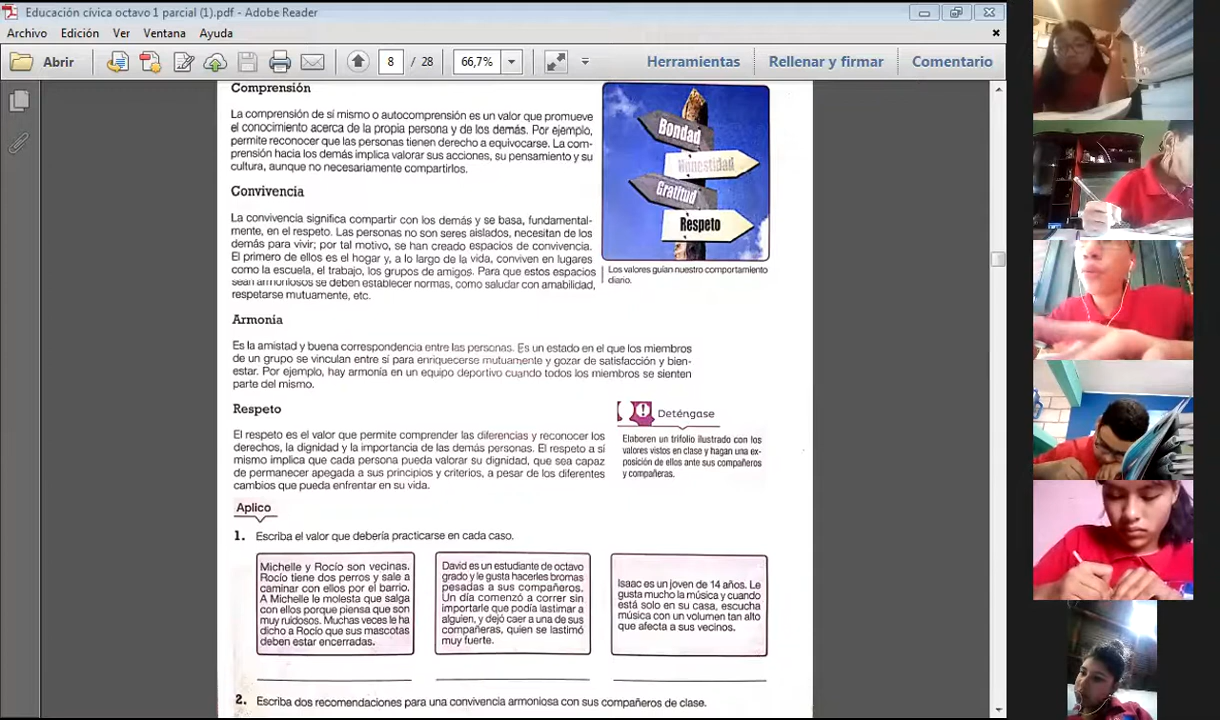 Educación cívica octavo 1 parcial (1).pdf - Adobe Reader
Archivo Edición Ver Ventana Ayuda
Abrir 8 / 28 66,7% Herramientas Rellenar y firmar Comentario
Comprensión
La comprensión de sí mismo o autocomprensión es un valor que promueve
el conocimiento acerca de la propia persona y de los demás. Por ejemplo,
permite reconocer que las personas tienen derecho a equivocarse. La com-
prensión hacia los demás implica valorar sus acciones, su pensamiento y su
cultura, aunque no necesariamente compartirlos.
Bondad
Honestidad
Gratitud
Respeto
Los valores guían nuestro comportamiento
diario.
Convivencia
La convivencia significa compartir con los demás y se basa, fundamental-
mente, en el respeto. Las personas no son seres aislados, necesitan de los
demás para vivir; por tal motivo, se han creado espacios de convivencia.
El primero de ellos es el hogar y, a lo largo de la vida, conviven en lugares
como la escuela, el trabajo, los grupos de amigos. Para que estos espacios
sean armoniosos se deben establecer normas, como saludar con amabilidad,
respetarse mutuamente, etc.
Armonía
Es la amistad y buena correspondencia entre las personas. Es un estado en el que los miembros
de un grupo se vinculan entre sí para enriquecerse mutuamente y gozar de satisfacción y bien-
estar. Por ejemplo, hay armonía en un equipo deportivo cuando todos los miembros se sienten
parte del mismo.
Respeto
El respeto es el valor que permite comprender las diferencias y reconocer los
derechos, la dignidad y la importancia de las demás personas. El respeto a sí
mismo implica que cada persona pueda valorar su dignidad, que sea capaz
de permanecer apegada a sus principios y criterios, a pesar de los diferentes
cambios que pueda enfrentar en su vida.
Deténgase
Elaboren un trifolio ilustrado con los
valores vistos en clase y hagan una ex-
posición de ellos ante sus compañeros
y compañeras.
Aplico
1. Escriba el valor que debería practicarse en cada caso.
Michelle y Rocío son vecinas.
Rocío tiene dos perros y sale a
caminar con ellos por el barrio.
A Michelle le molesta que salga
con ellos porque piensa que son
muy ruidosos. Muchas veces le ha
dicho a Rocío que sus mascotas
deben estar encerradas.
David es un estudiante de octavo
grado y le gusta hacerles bromas
pesadas a sus compañeros.
Un día comenzó a correr sin
importarle que podía lastimar a
alguien, y dejó caer a una de sus
compañeras, quien se lastimó
muy fuerte.
Isaac es un joven de 14 años. Le
gusta mucho la música y cuando
está solo en su casa, escucha
música con un volumen tan alto
que afecta a sus vecinos.
2. Escriba dos recomendaciones para una convivencia armoniosa con sus compañeros de clase.